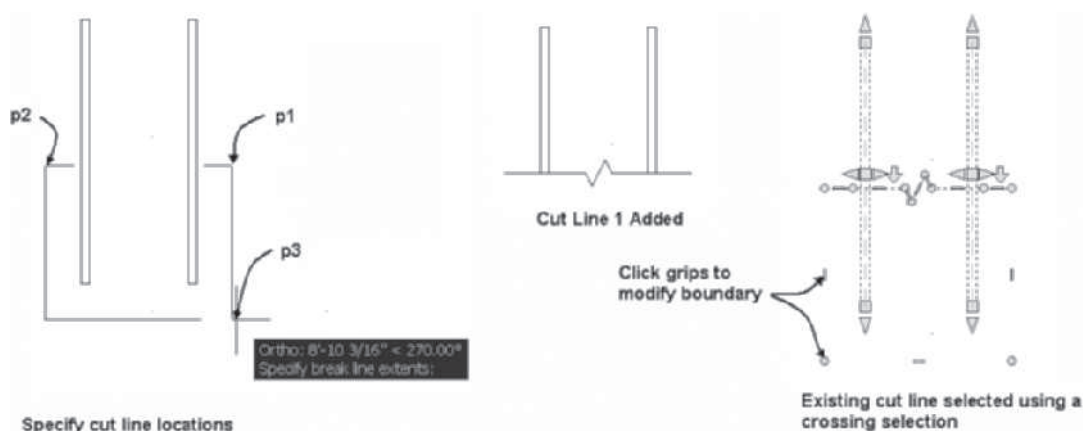 p2
p1
p3
Ortho: 8'-10 3/16" < 270.00°
Specify break line extents:
Specify cut line locations
Cut Line 1 Added
Click grips to
modify boundary
Existing cut line selected using a
crossing selection